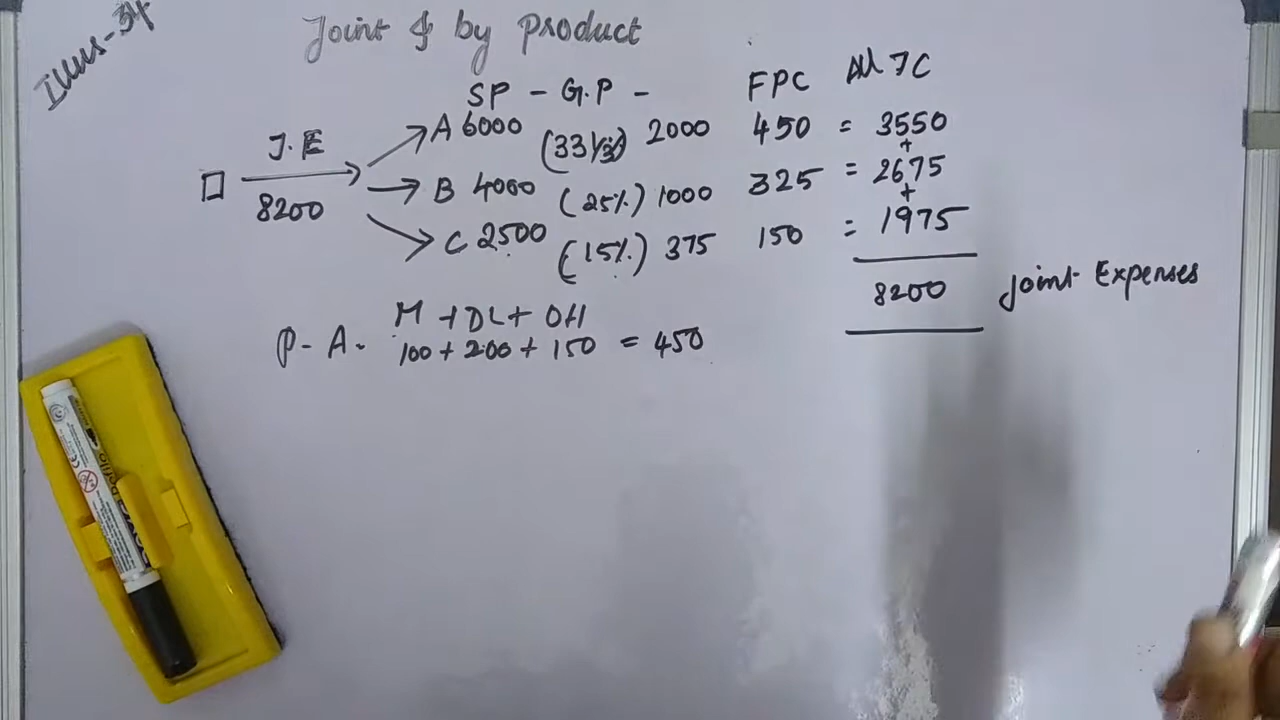 Illus-34
Joint & by Product
SP - G.P - FPC All JC
J.E
8200
A 6000 (33 1/3) 2000 450 = 3550
+
B 4000 (25%) 1000 325 = 2675
+
C 2500 (15%) 375 150 = 1975
8200 Joint Expenses
M + DL + OH
P - A - 100 + 200 + 150 = 450